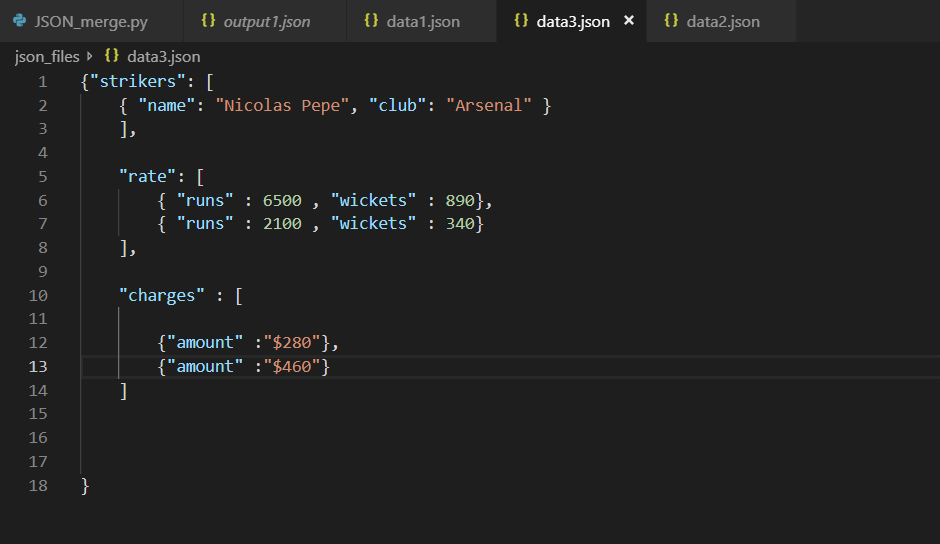 JSON_merge.py {} output1.json {} data1.json {} data3.json × {} data2.json
json_files {} data3.json
1 {"strikers": [
2 { "name": "Nicolas Pepe", "club": "Arsenal" }
3 ],
4
5 "rate": [
6 { "runs" : 6500 , "wickets" : 890},
7 { "runs" : 2100 , "wickets" : 340}
8 ],
9
10 "charges" : [
11
12 {"amount" :"$280"},
13 {"amount" :"$460"}
14 ]
15
16
17
18 }